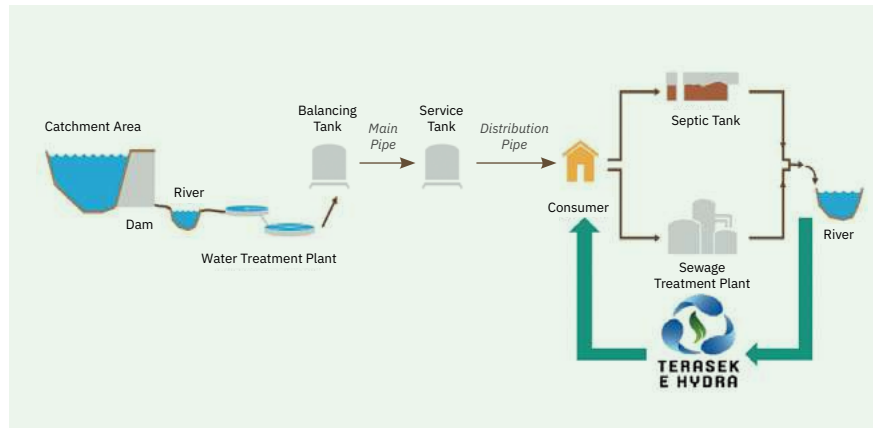 Catchment Area
Dam
River
Water Treatment Plant
Balancing
Tank
Main
Pipe
Service
Tank
Distribution
Pipe
Consumer
Septic Tank
Sewage
Treatment Plant
River
TERASEK
E HYDRA